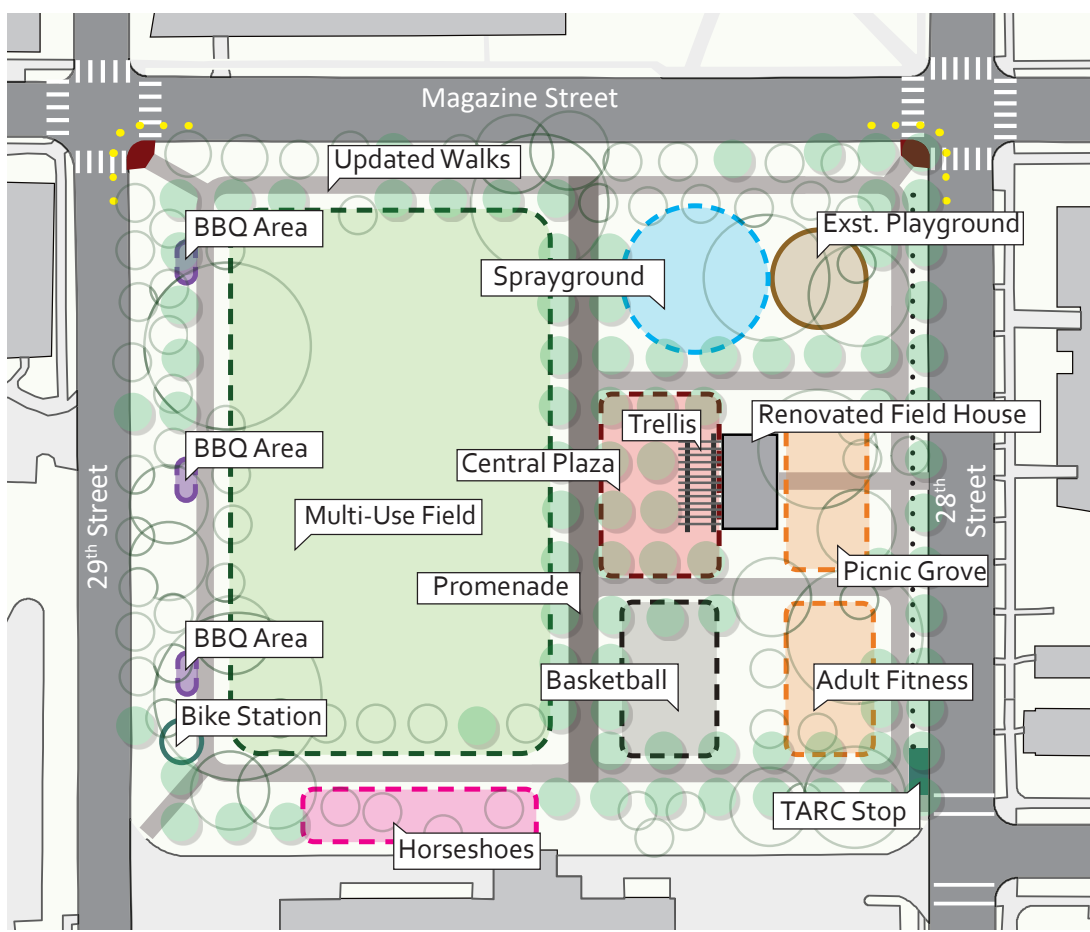 Magazine Street
Updated Walks
BBQ Area
Exst. Playground
Sprayground
Renovated Field House
Trellis
BBQ Area
Central Plaza
Multi-Use Field
29th Street
28th
Street
Picnic Grove
Promenade
BBQ Area
Basketball
Adult Fitness
Bike Station
TARC Stop
Horseshoes